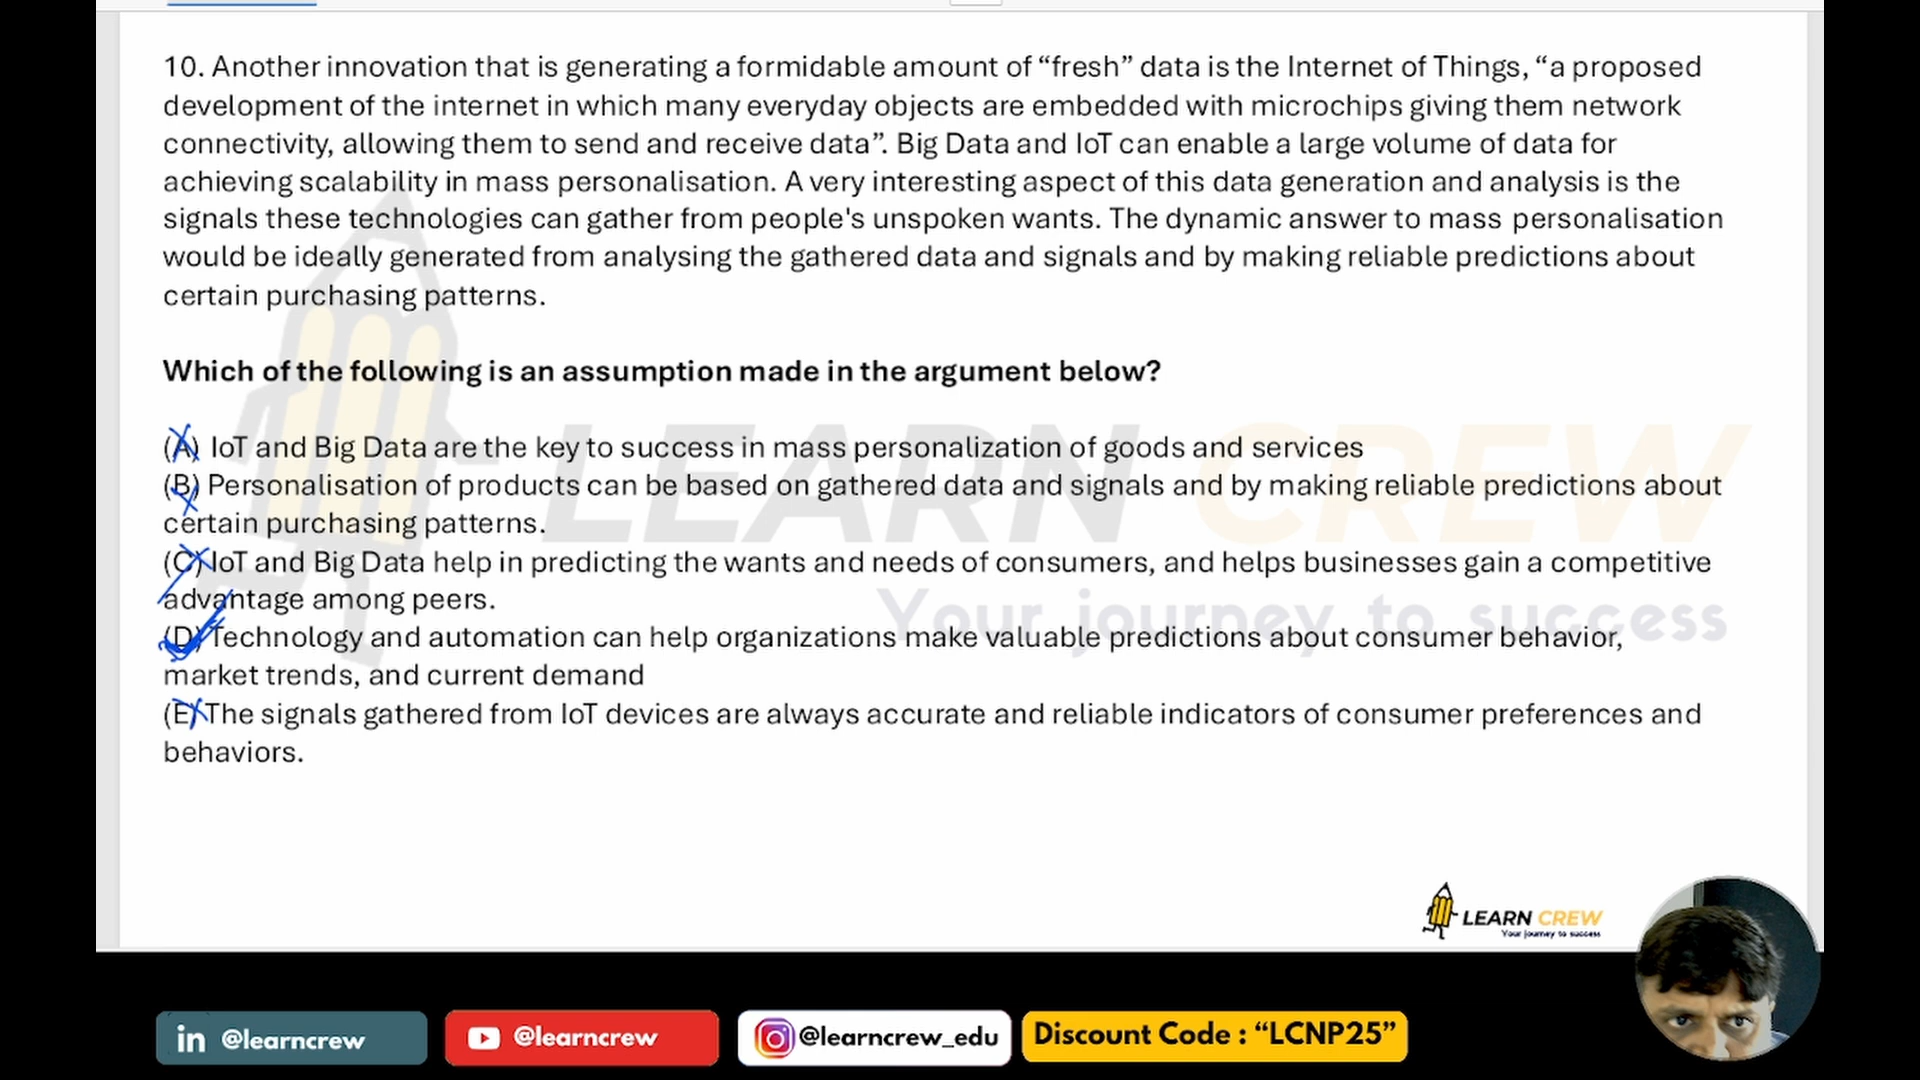 10. Another innovation that is generating a formidable amount of “fresh” data is the Internet of Things, “a proposed
development of the internet in which many everyday objects are embedded with microchips giving them network
connectivity, allowing them to send and receive data”. Big Data and IoT can enable a large volume of data for
achieving scalability in mass personalisation. A very interesting aspect of this data generation and analysis is the
signals these technologies can gather from people's unspoken wants. The dynamic answer to mass personalisation
would be ideally generated from analysing the gathered data and signals and by making reliable predictions about
certain purchasing patterns.
Which of the following is an assumption made in the argument below?
(A) IoT and Big Data are the key to success in mass personalization of goods and services
(B) Personalisation of products can be based on gathered data and signals and by making reliable predictions about
certain purchasing patterns.
(C) IoT and Big Data help in predicting the wants and needs of consumers, and helps businesses gain a competitive
advantage among peers.
(D) Technology and automation can help organizations make valuable predictions about consumer behavior,
market trends, and current demand
(E) The signals gathered from IoT devices are always accurate and reliable indicators of consumer preferences and
behaviors.
LEARN CREW
Your journey to success
LEARN CREW
Your journey to success
in @learncrew
@learncrew
@learncrew_edu
Discount Code : “LCNP25”